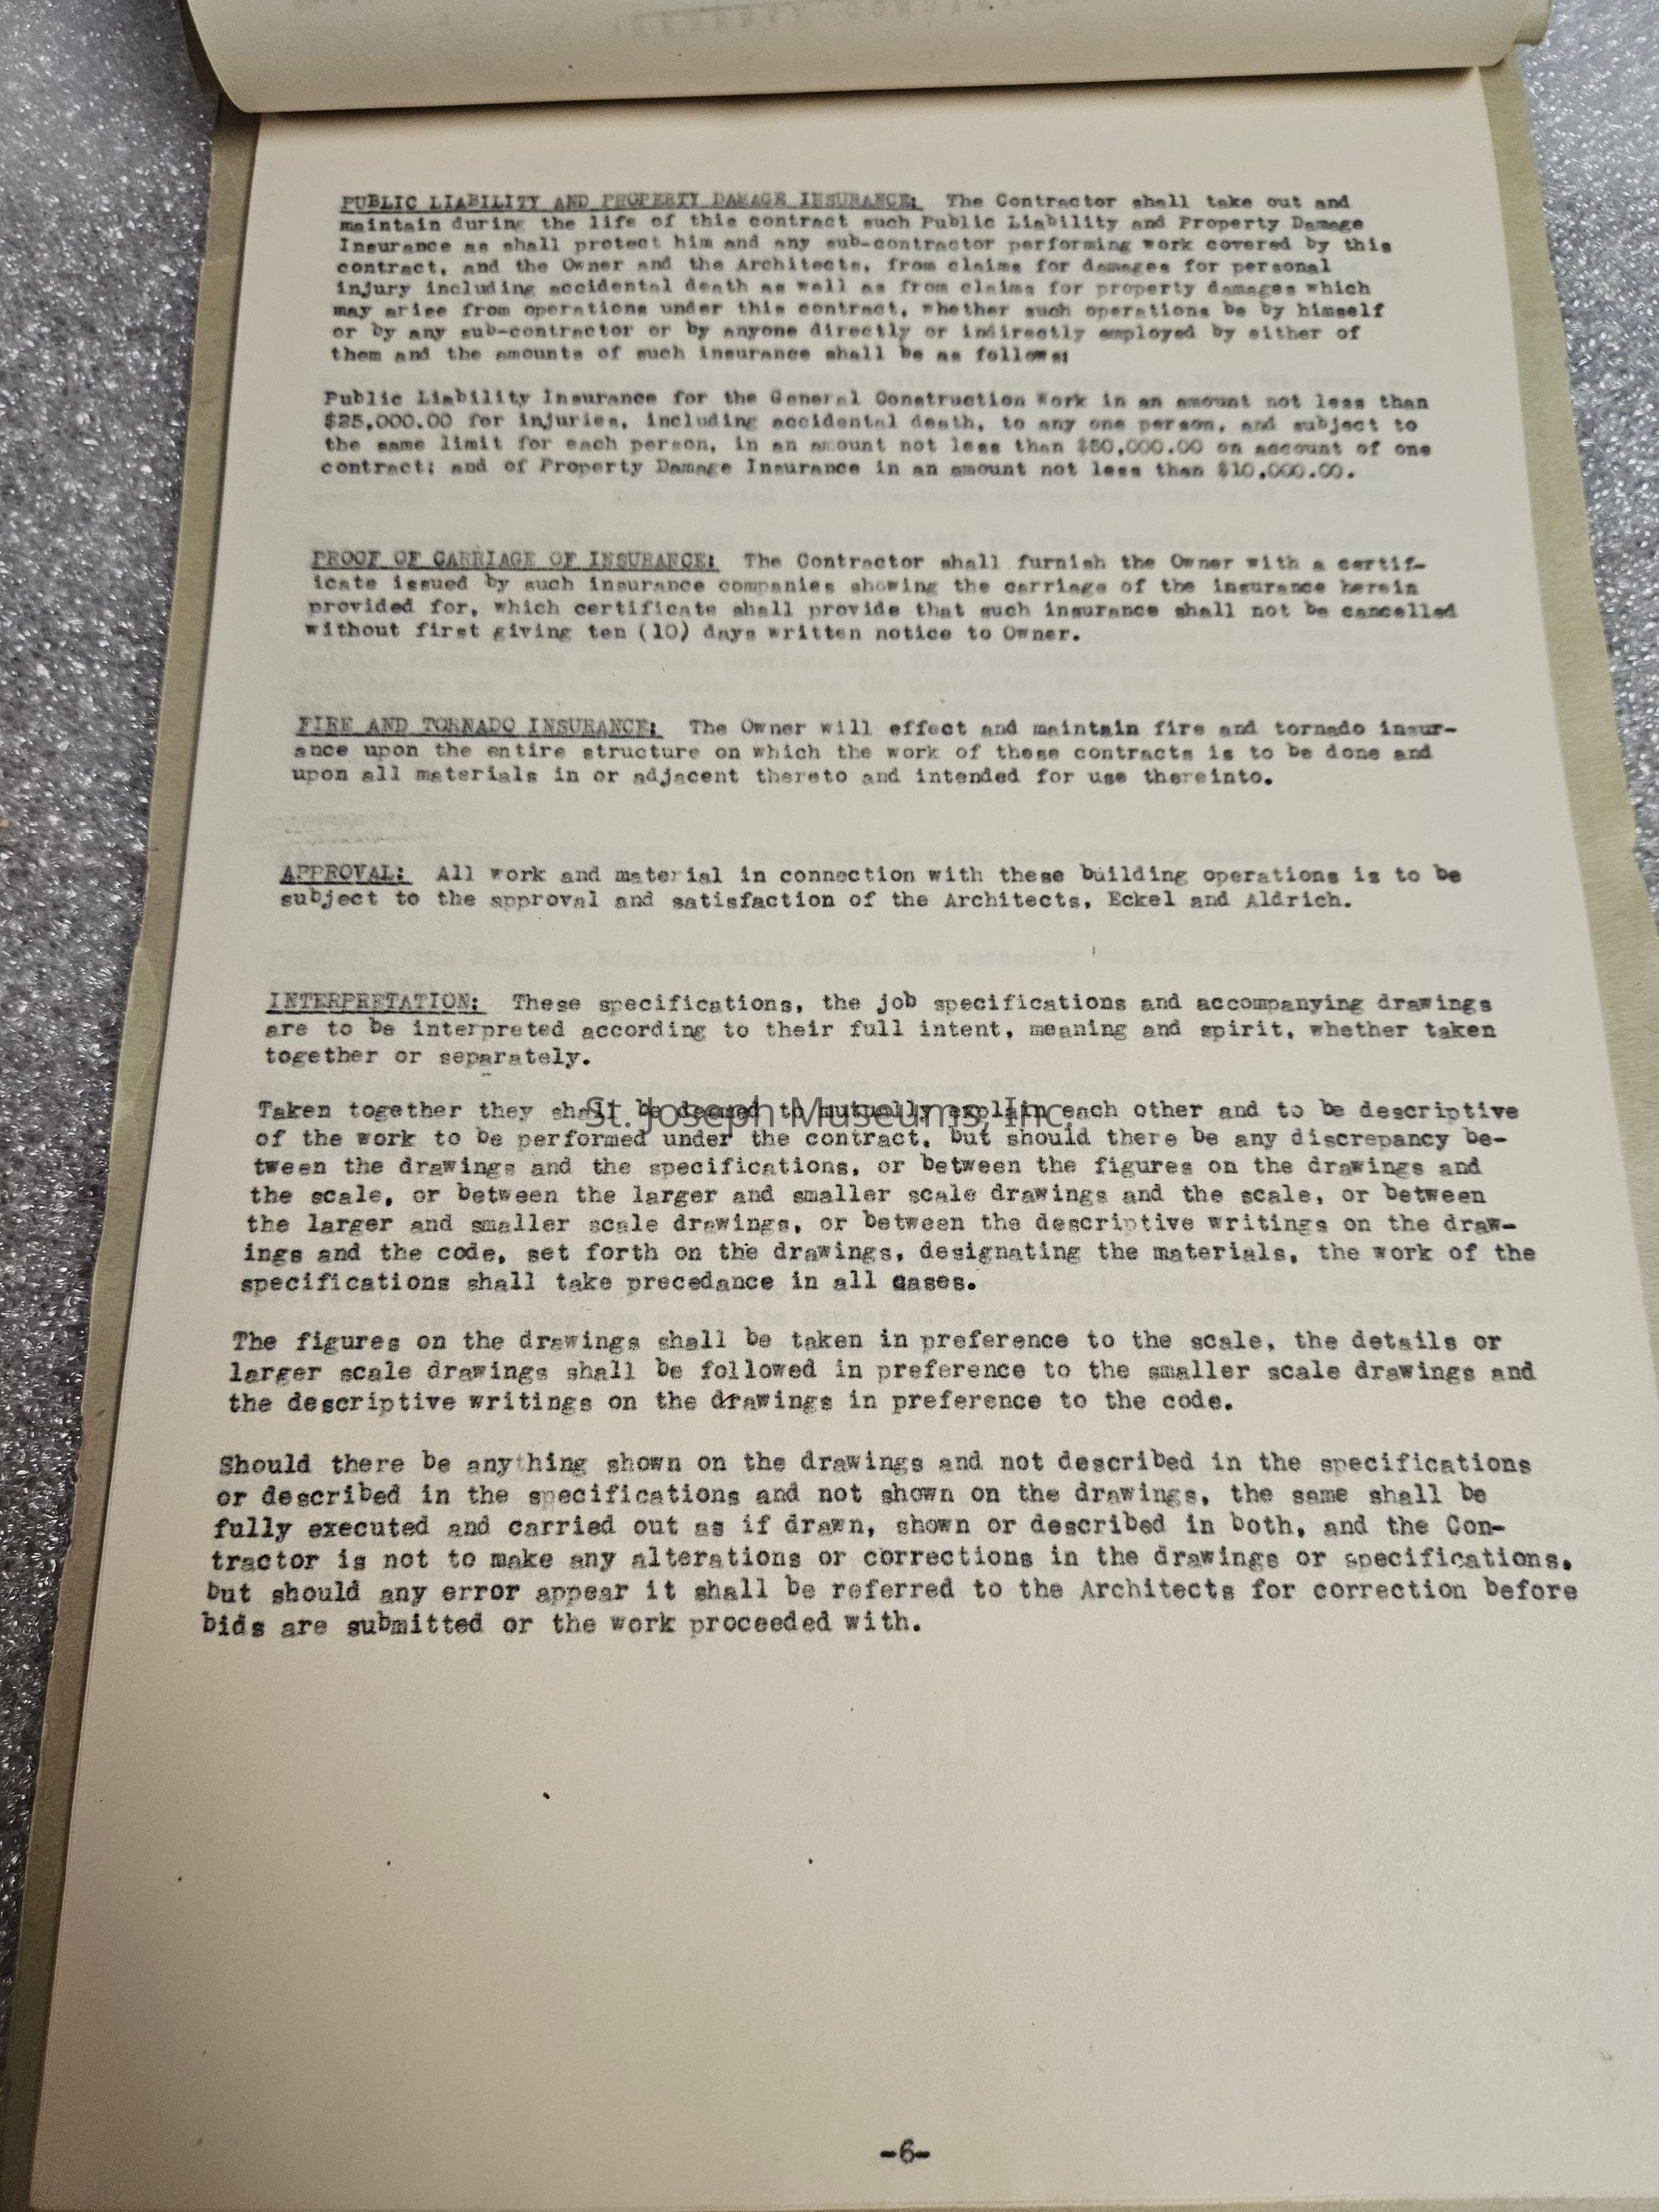 PUBLIC LIABILITY AND PROPERTY DAMAGE INSURANCE: The Contractor shall take out and
maintain during the life of this contract such Public Liability and Property Damage
Insurance as shall protect him and any sub-contractor performing work covered by this
contract, and the Owner and the Architects, from claims for damages for personal
injury including accidental death as well as from claims for property damages which
may arise from operations under this contract, whether such operations be by himself
or by any sub-contractor or by anyone directly or indirectly employed by either of
them and the amounts of such insurance shall be as follows:
Public Liability Insurance for the General Construction Work in an amount not less than
$25,000.00 for injuries, including accidental death, to any one person, and subject to
the same limit for each person, in an amount not less than $50,000.00 on account of one
contract; and of Property Damage Insurance in an amount not less than $10,000.00.
PROOF OF CARRIAGE OF INSURANCE: The Contractor shall furnish the Owner with a certif-
icate issued by such insurance companies showing the carriage of the insurance herein
provided for, which certificate shall provide that such insurance shall not be cancelled
without first giving ten (10) days written notice to Owner.
FIRE AND TORNADO INSURANCE: The Owner will effect and maintain fire and tornado insur-
ance upon the entire structure on which the work of these contracts is to be done and
upon all materials in or adjacent thereto and intended for use thereinto.
APPROVAL: All work and material in connection with these building operations is to be
subject to the approval and satisfaction of the Architects, Eckel and Aldrich.
INTERPRETATION: These specifications, the job specifications and accompanying drawings
are to be interpreted according to their full intent, meaning and spirit, whether taken
together or separately.
Taken together they shall be deemed to mutually explain each other and to be descriptive
St. Joseph Museums, Inc.
of the work to be performed under the contract, but should there be any discrepancy be-
tween the drawings and the specifications, or between the figures on the drawings and
the scale, or between the larger and smaller scale drawings and the scale, or between
the larger and smaller scale drawings, or between the descriptive writings on the draw-
ings and the code, set forth on the drawings, designating the materials, the work of the
specifications shall take precedance in all cases.
The figures on the drawings shall be taken in preference to the scale, the details or
larger scale drawings shall be followed in preference to the smaller scale drawings and
the descriptive writings on the drawings in preference to the code.
Should there be anything shown on the drawings and not described in the specifications
or described in the specifications and not shown on the drawings, the same shall be
fully executed and carried out as if drawn, shown or described in both, and the Con-
tractor is not to make any alterations or corrections in the drawings or specifications,
but should any error appear it shall be referred to the Architects for correction before
bids are submitted or the work proceeded with.
-6-